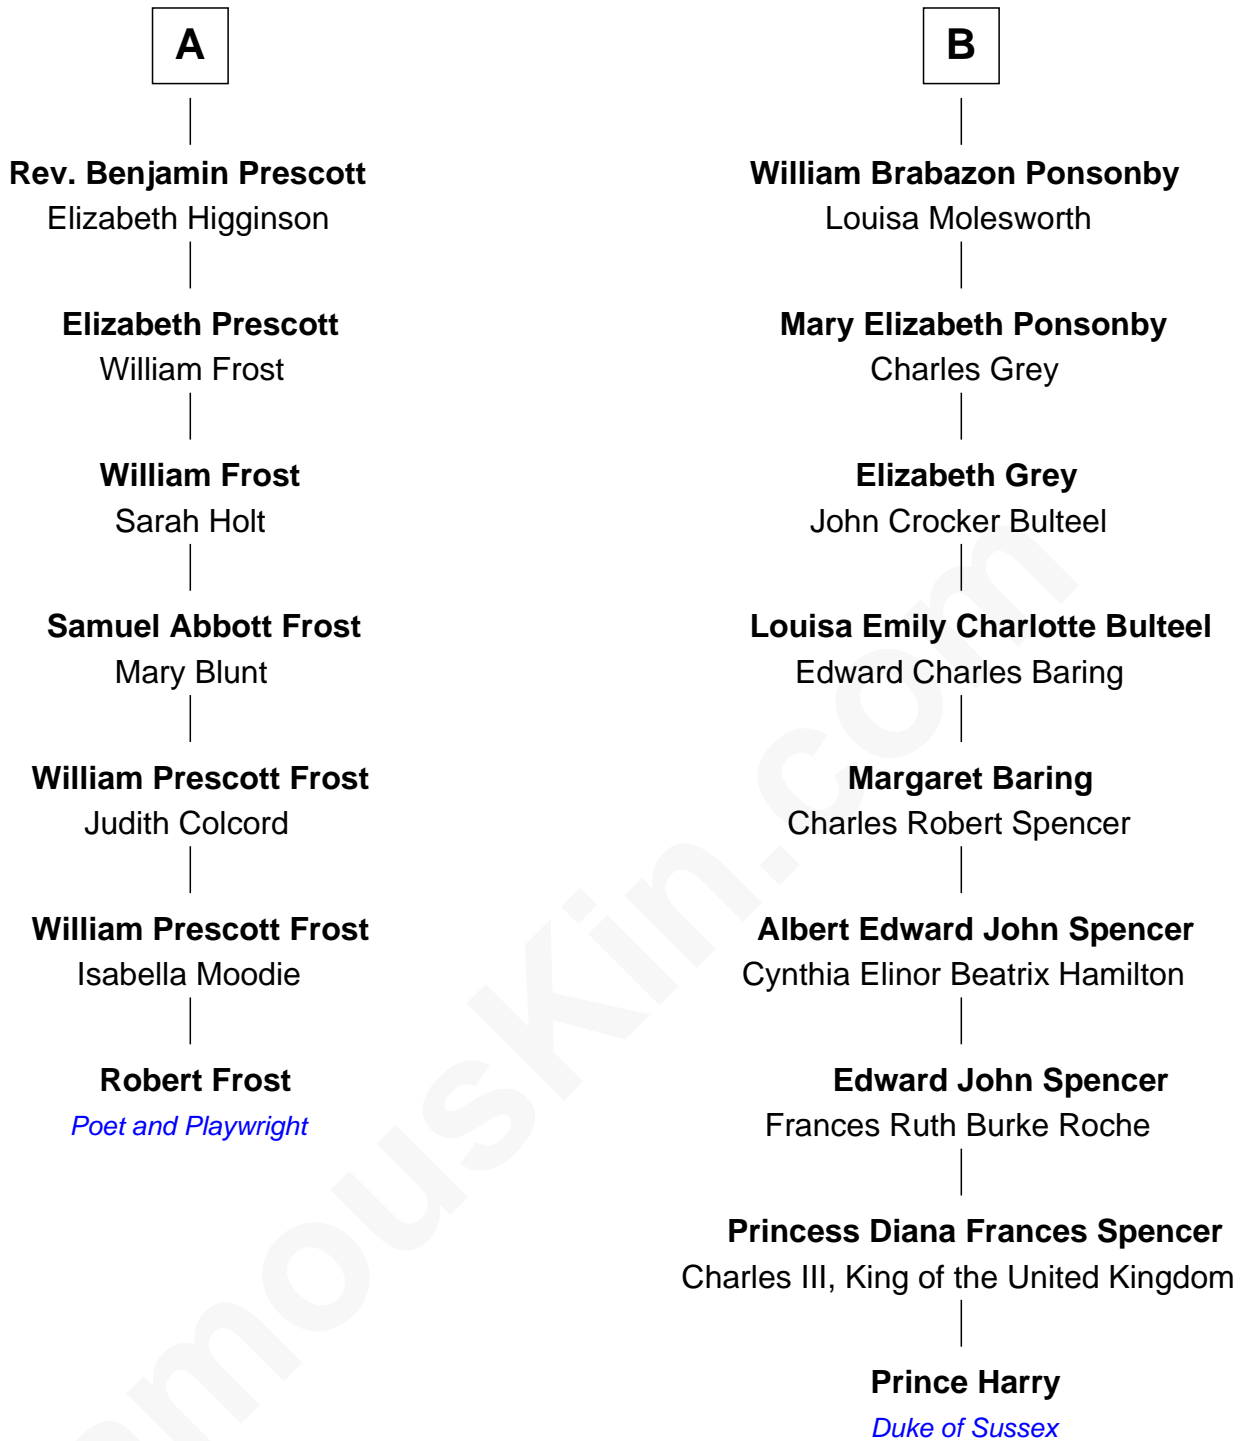 A
Rev. Benjamin Prescott
Elizabeth Higginson
Elizabeth Prescott
William Frost
William Frost
Sarah Holt
Samuel Abbott Frost
Mary Blunt
William Prescott Frost
Judith Colcord
William Prescott Frost
Isabella Moodie
Robert Frost
Poet and Playwright
B
William Brabazon Ponsonby
Louisa Molesworth
Mary Elizabeth Ponsonby
Charles Grey
Elizabeth Grey
John Crocker Bulteel
Louisa Emily Charlotte Bulteel
Edward Charles Baring
Margaret Baring
Charles Robert Spencer
Albert Edward John Spencer
Cynthia Elinor Beatrix Hamilton
Edward John Spencer
Frances Ruth Burke Roche
Princess Diana Frances Spencer
Charles III, King of the United Kingdom
Prince Harry
Duke of Sussex
amousKin.com